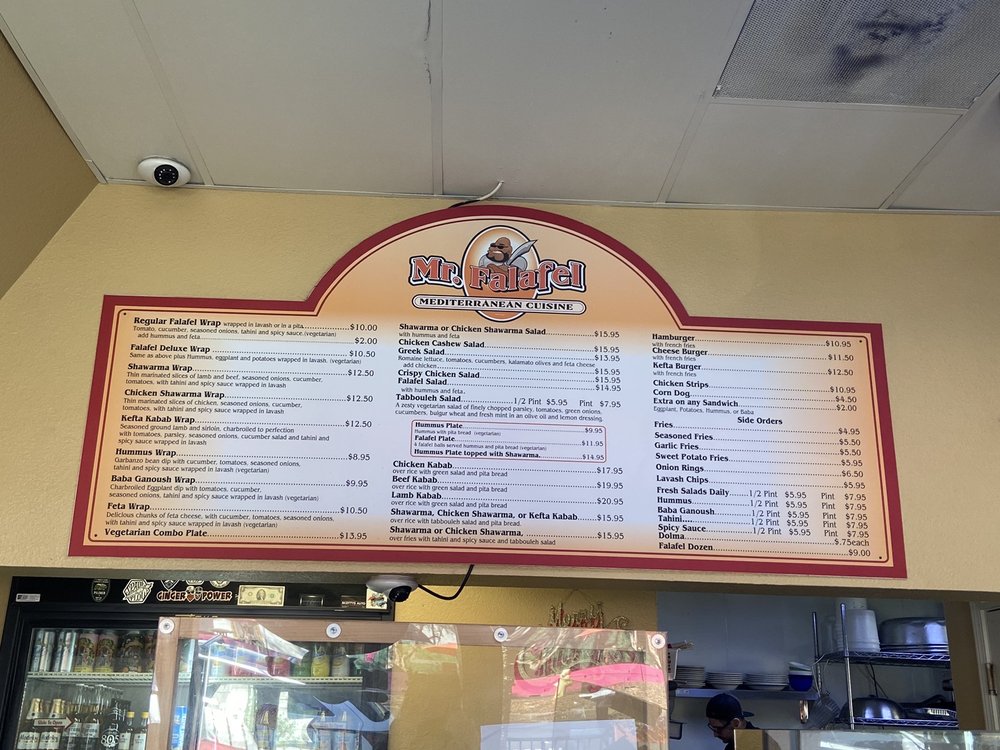 Mr. Falafel
MEDITERRANEAN CUISINE
Regular Falafel Wrap wrapped in lavash or in a pita $10.00
Tomato, cucumber, seasoned onions, tahini and spicy sauce.(vegetarian)
add hummus and feta $2.00
Falafel Deluxe Wrap $10.50
Same as above plus Hummus, eggplant and potatoes wrapped in lavash. (vegetarian)
Shawarma Wrap $12.50
Thin marinated slices of lamb and beef, seasoned onions, cucumber,
tomatoes, with tahini and spicy sauce wrapped in lavash
Chicken Shawarma Wrap $12.50
Thin marinated slices of chicken, seasoned onions, cucumber,
tomatoes, with tahini and spicy sauce wrapped in lavash
Kefta Kabab Wrap $12.50
Seasoned ground lamb and sirloin, charbroiled to perfection
with tomatoes, parsley, seasoned onions, cucumber salad and tahini and
spicy sauce wrapped in lavash
Hummus Wrap $8.95
Garbanzo bean dip with cucumber, tomatoes, seasoned onions,
tahini and spicy sauce wrapped in lavash (vegetarian)
Baba Ganoush Wrap $9.95
Charbroiled Eggplant dip with tomatoes, cucumber,
seasoned onions, tahini and spicy sauce wrapped in lavash (vegetarian)
Feta Wrap $10.50
Delicious chunks of feta cheese, with cucumber, tomatoes, seasoned onions,
with tahini and spicy sauce wrapped in lavash (vegetarian)
Vegetarian Combo Plate $13.95
Shawarma or Chicken Shawarma Salad $15.95
with hummus and feta
Chicken Cashew Salad $15.95
Greek Salad $13.95
Romaine lettuce, tomatoes, cucumbers, kalamato olives and feta cheese
add chicken $15.95
Crispy Chicken Salad $15.95
Falafel Salad $14.95
with hummus and feta.
Tabbouleh Salad 1/2 Pint $5.95 Pint $7.95
A zesty vegetarian salad of finely chopped parsley, tomatoes, green onions,
cucumbers, bulgur wheat and fresh mint in an olive oil and lemon dressing.
Hummus Plate $9.95
Hummus with pita bread (vegetarian)
Falafel Plate $11.95
4 falafel balls served hummus and pita bread (vegetarian)
Hummus Plate topped with Shawarma. $14.95
Chicken Kabab $17.95
over rice with green salad and pita bread
Beef Kabab $19.95
over rice with green salad and pita bread
Lamb Kabab $20.95
over rice with green salad and pita bread
Shawarma, Chicken Shawarma, or Kefta Kabab $15.95
over rice with tabbouleh salad and pita bread.
Shawarma or Chicken Shawarma, $15.95
over fries with tahini and spicy sauce and tabbouleh salad
Hamburger $10.95
with french fries
Cheese Burger $11.50
with french fries
Kefta Burger $12.50
with french fries
Chicken Strips $10.95
Corn Dog $4.50
Extra on any Sandwich $2.00
Eggplant, Potatoes, Hummus, or Baba
Side Orders
Fries $4.95
Seasoned Fries $5.50
Garlic Fries $5.50
Sweet Potato Fries $5.95
Onion Rings $6.50
Lavash Chips $5.95
Fresh Salads Daily 1/2 Pint $5.95 Pint $7.95
Hummus 1/2 Pint $5.95 Pint $7.95
Baba Ganoush 1/2 Pint $5.95 Pint $7.95
Tahini 1/2 Pint $5.95 Pint $7.95
Spicy Sauce 1/2 Pint $5.95 Pint $7.95
Dolma $.75each
Falafel Dozen $9.00
GINGER POWER
805